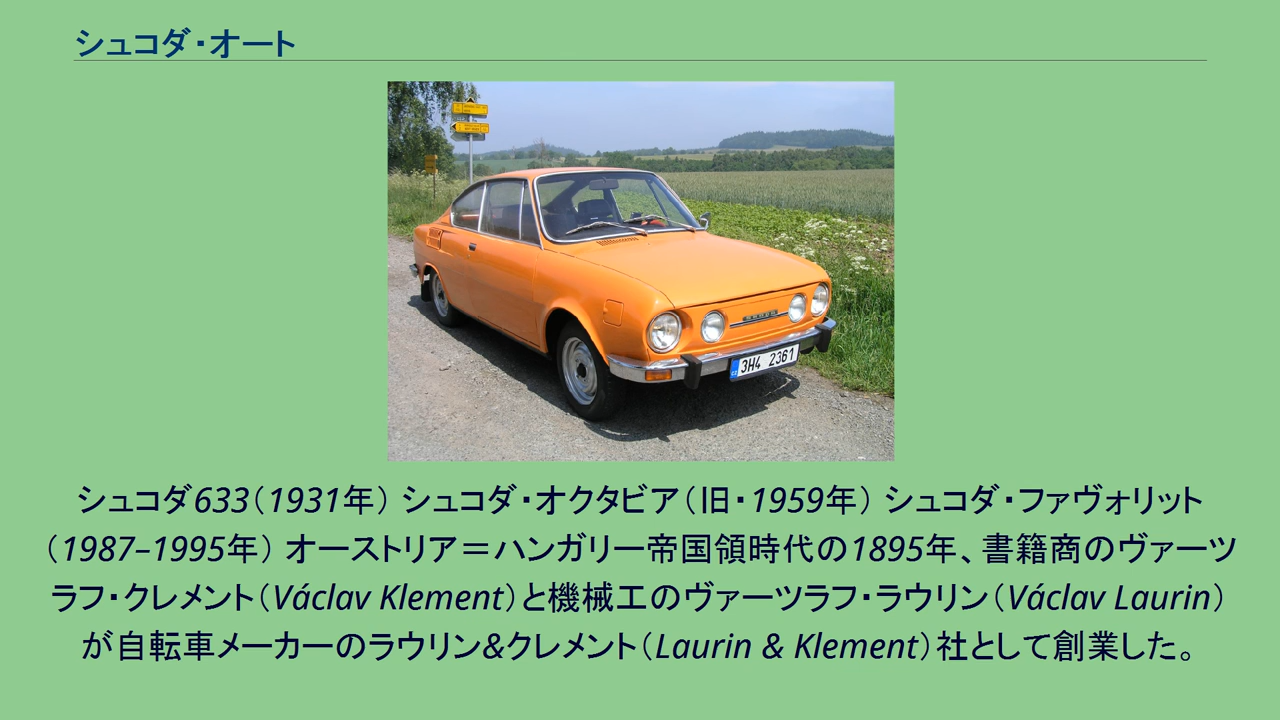 シュコダ・オート
3H4 2361
シュコダ633（1931年） シュコダ・オクタビア（旧・1959年） シュコダ・ファヴォリット
（1987–1995年） オーストリア＝ハンガリー帝国領時代の1895年、書籍商のヴァーツ
ラフ・クレメント（Václav Klement）と機械工のヴァーツラフ・ラウリン（Václav Laurin）
が自転車メーカーのラウリン&クレメント（Laurin & Klement）社として創業した。